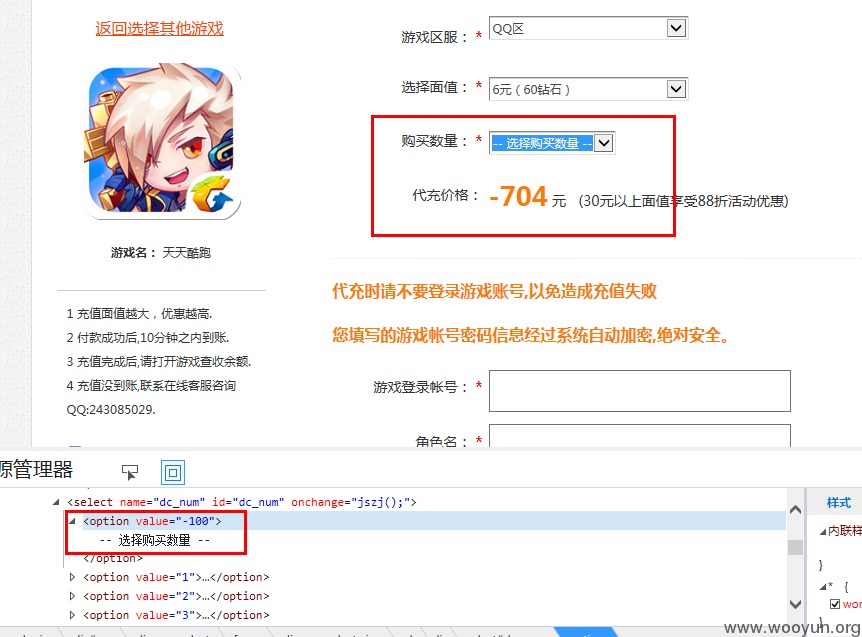 返回选择其他游戏
游戏名： 天天酷跑
1 充值面值越大，优惠越高.
2 付款成功后,10分钟之内到账.
3 充值完成后,请打开游戏查收余额.
4 充值没到账,联系在线客服咨询
QQ:243085029.
游戏区服： * QQ区
选择面值： * 6元（60钻石）
购买数量： * -- 选择购买数量 --
代充价格： -704 元 (30元以上面值享受88折活动优惠)
代充时请不要登录游戏账号,以免造成充值失败
您填写的游戏帐号密码信息经过系统自动加密,绝对安全。
游戏登录帐号： *
角色名： *
源管理器
<select name="dc_num" id="dc_num" onchange="jszj();">
<option value="-100">
-- 选择购买数量 --
</option>
<option value="1">…</option>
<option value="2">…</option>
<option value="3">…</option>
样式
内联样
}
* {
wor
www.wooyun.org